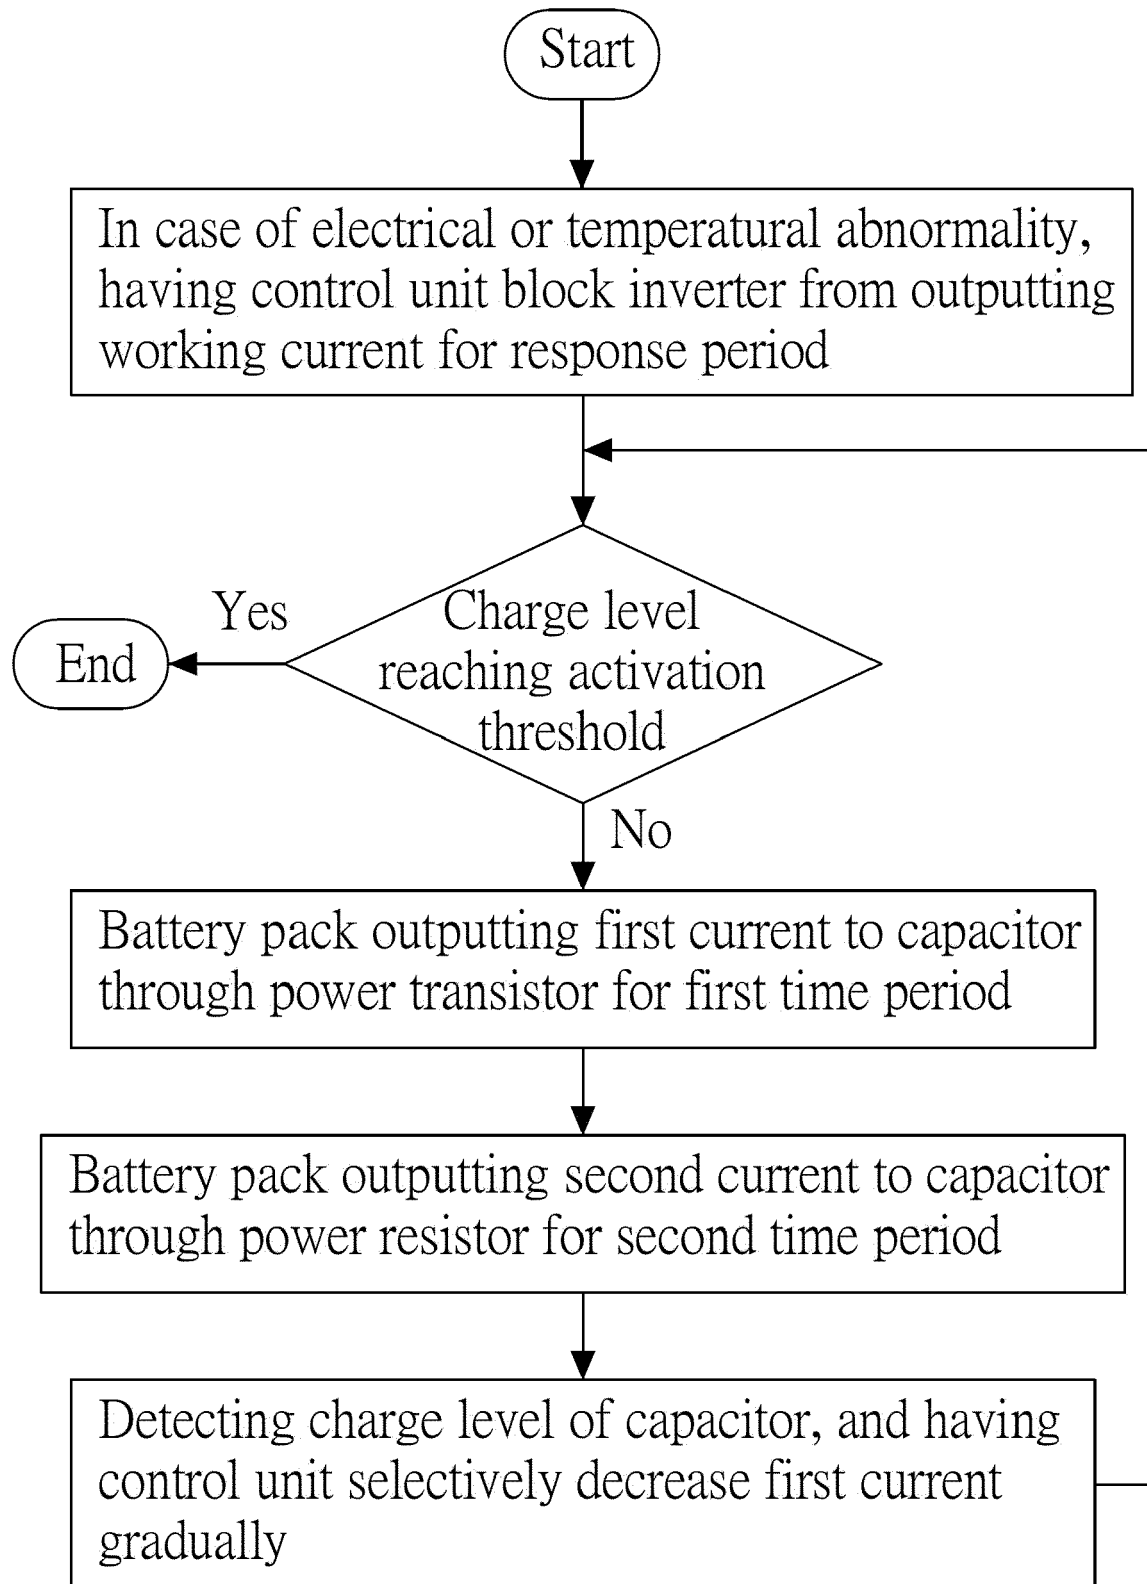 Start
In case of electrical or temperatural abnormality,
having control unit block inverter from outputting
working current for response period
Yes
Charge level
reaching activation
threshold
End
No
Battery pack outputting first current to capacitor
through power transistor for first time period
Battery pack outputting second current to capacitor
through power resistor for second time period
Detecting charge level of capacitor, and having
control unit selectively decrease first current
gradually